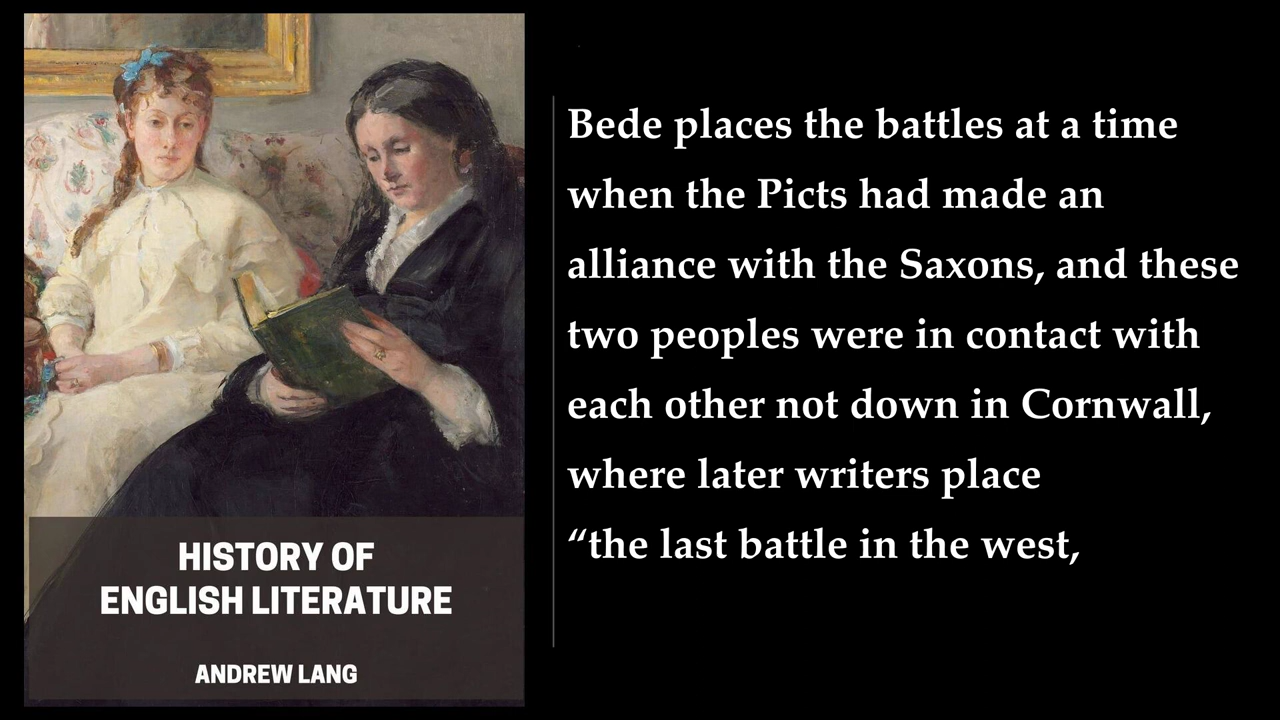 HISTORY OF
ENGLISH LITERATURE
ANDREW LANG
Bede places the battles at a time
when the Picts had made an
alliance with the Saxons, and these
two peoples were in contact with
each other not down in Cornwall,
where later writers place
“the last battle in the west,